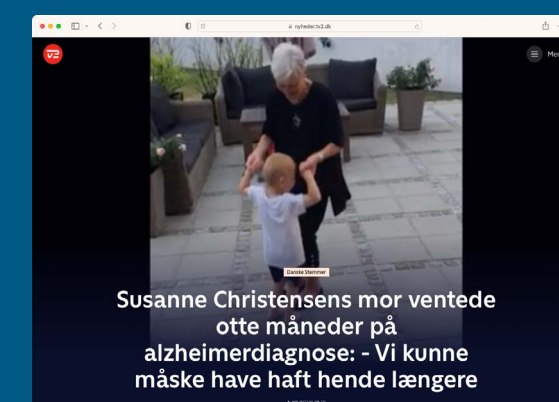 nyheder.tv2.dk
Men
Danske Stemmer
Susanne Christensens mor ventede
otte måneder på
alzheimerdiagnose: - Vi kunne
måske have haft hende længere